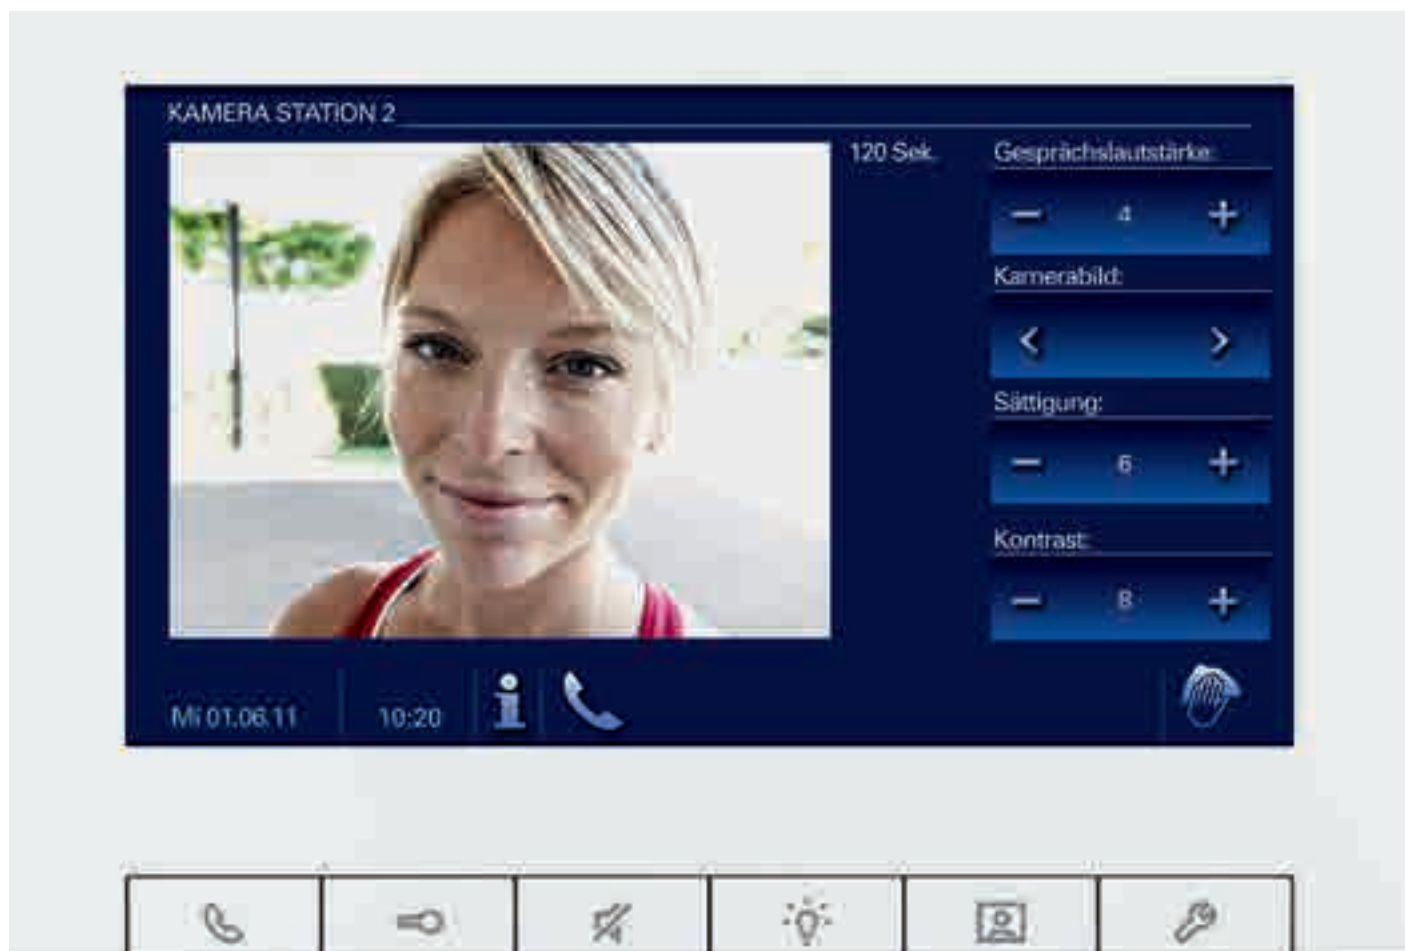 KAMERA STATION 2
120 Sek.
Gesprächslautstärke:
4
Kamerabild:
Sättigung:
6
Kontrast:
8
Mi 01.06.11
10:20